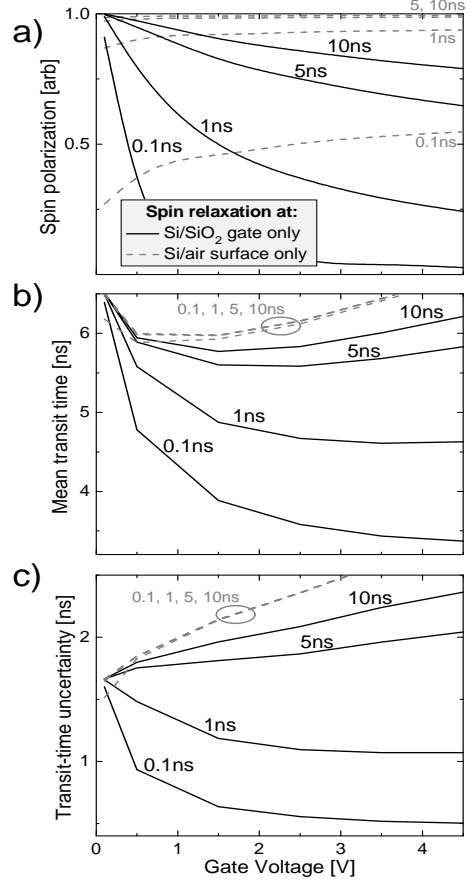 a)
Spin polarization [arb]
1.0
0.5
5, 10ns
1ns
10ns
5ns
1ns
0.1ns
0.1ns
Spin relaxation at:
Si/SiO2 gate only
Si/air surface only
b)
Mean transit time [ns]
6
5
4
0.1, 1, 5, 10ns
10ns
5ns
1ns
0.1ns
c)
Transit-time uncertainty [ns]
2
1
0.1, 1, 5, 10ns
10ns
5ns
1ns
0.1ns
0 1 2 3 4
Gate Voltage [V]